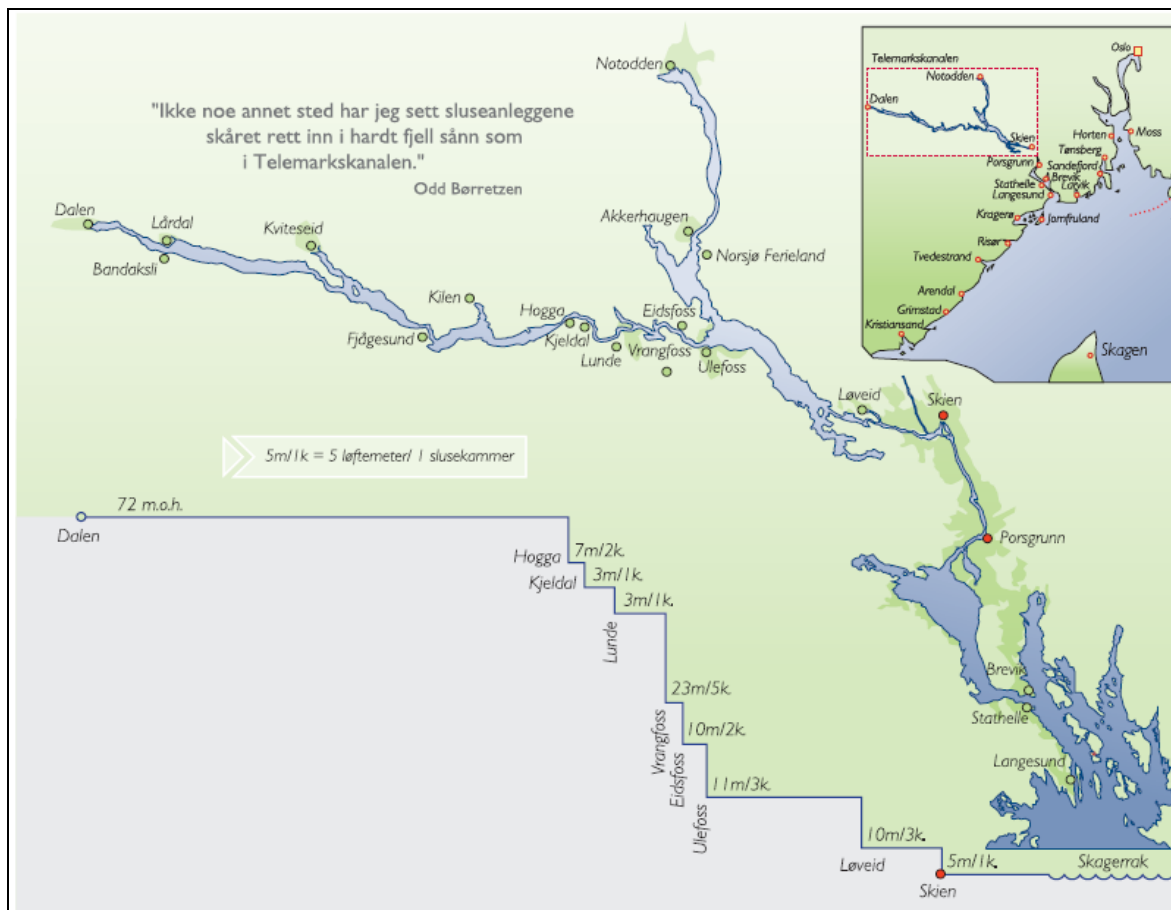 "Ikke noe annet sted har jeg sett sluseanleggene
skåret rett inn i hardt fjell sånn som
i Telemarkskanalen."
Odd Børretzen
Notodden
Dalen
Lårdal
Bandaksli
Kviteseid
Akkerhaugen
Norsjø Ferieland
Kilen
Fjågesund
Hogga
Kjeldal
Lunde
Eidsfoss
Vrangfoss
Ulefoss
Løveid
Skien
Porsgrunn
Brevik
Stathelle
Langesund
Skagerrak
Oslo
Telemarkskanalen
Notodden
Dalen
Skien
Horten
Moss
Tønsberg
Porsgrunn
Sandefjord
Brevik
Stathelle
Larvik
Langesund
Kragerø
Jomfruland
Risør
Tvedestrand
Arendal
Grimstad
Kristiansand
Skagen
5m/1k = 5 løftemeter/ 1 slusekammer
72 m.o.h.
Dalen
Hogga
7m/2k.
Kjeldal
3m/1k.
3m/1k.
Lunde
23m/5k.
Vrangfoss
10m/2k.
Eidsfoss
11m/3k.
Ulefoss
10m/3k.
Løveid
5m/1k.
Skien